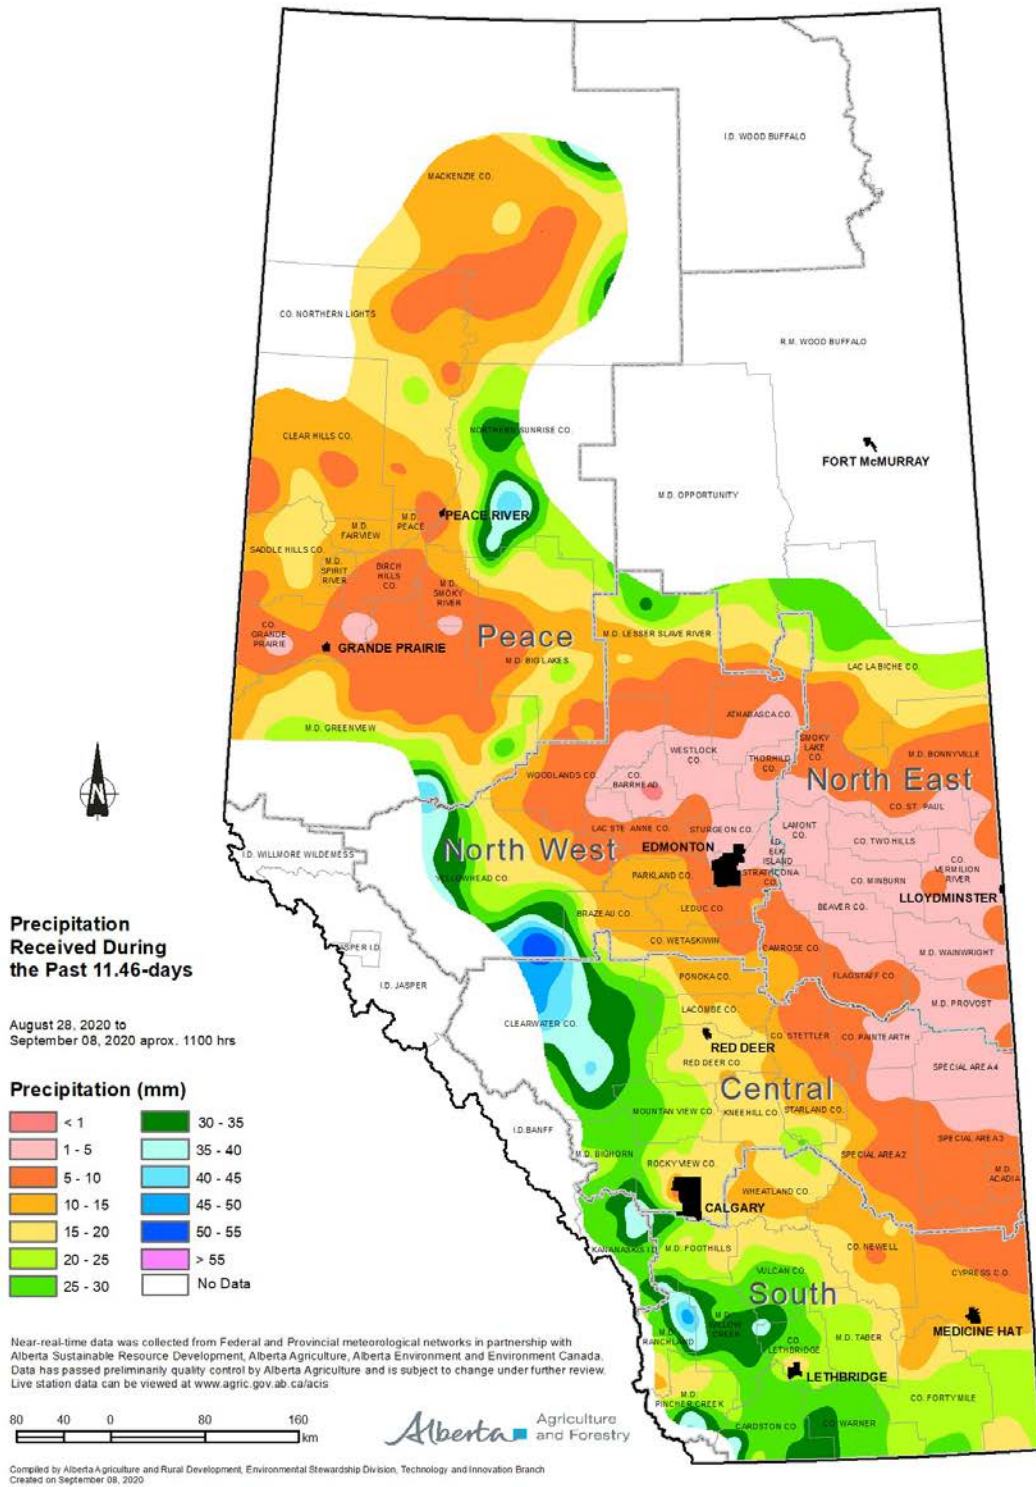 I.D. WOOD BUFFALO
MACKENZIE CO.
CO. NORTHERN LIGHTS
R.M. WOOD BUFFALO
CLEAR HILLS CO.
NORTHERN SUNRISE CO.
FORT McMURRAY
M.D. OPPORTUNITY
M.D.
PEACE
PEACE RIVER
M.D.
FAIRVIEW
SADDLE HILLS CO.
M.D.
SPIRIT
RIVER
BIRCH
HILLS
CO.
M.D.
SMOKY
RIVER
CO.
GRANDE
PRAIRIE
GRANDE PRAIRIE
Peace
M.D. LESSER SLAVE RIVER
M.D. BIG LAKES
LAC LA BICHE CO.
M.D. GREENVIEW
ATHABASCA CO.
WESTLOCK
CO.
THORHILD
CO.
SMOKY
LAKE
CO.
M.D. BONNYVILLE
WOODLANDS CO.
CO.
BARRHEAD
North East
CO. ST. PAUL
LAC STE ANNE CO.
STURGEON CO.
LAMONT
CO.
North West
EDMONTON
I.D.
ELK
ISLAND
CO. TWO HILLS
I.D. WILLMORE WILDERNESS
YELLOWHEAD CO.
PARKLAND CO.
STRATHCONA
CO.
CO. MINBURN
CO.
VERMILION
RIVER
LLOYDMINSTER
BRAZEAU CO.
LEDUC CO.
BEAVER CO.
CO. WETASKIWIN
CAMROSE CO.
M.D. WAINWRIGHT
JASPER I.D.
I.D. JASPER
PONOKA CO.
FLAGSTAFF CO.
M.D. PROVOST
CLEARWATER CO.
LACOMBE CO.
RED DEER
CO. STETTLER
CO. PAINTEARTH
RED DEER CO.
SPECIAL AREA 4
Central
MOUNTAIN VIEW CO.
KNEEHILL CO.
STARLAND CO.
I.D. BANFF
M.D. BIGHORN
SPECIAL AREA 2
SPECIAL AREA 3
ROCKY VIEW CO.
M.D.
ACADIA
WHEATLAND CO.
CALGARY
KANANASKIS I.D.
M.D. FOOTHILLS
CO. NEWELL
VULCAN CO.
CYPRESS CO.
South
M.D.
RANCHLAND
M.D.
WILLOW
CREEK
CO.
LETHBRIDGE
M.D. TABER
MEDICINE HAT
LETHBRIDGE
M.D.
PINCHER CREEK
CO. FORTY MILE
CARDSTON CO.
CO. WARNER
N
Precipitation
Received During
the Past 11.46-days
August 28, 2020 to
September 08, 2020 aprox. 1100 hrs
Precipitation (mm)
< 1
1 - 5
5 - 10
10 - 15
15 - 20
20 - 25
25 - 30
30 - 35
35 - 40
40 - 45
45 - 50
50 - 55
> 55
No Data
Near-real-time data was collected from Federal and Provincial meteorological networks in partnership with
Alberta Sustainable Resource Development, Alberta Agriculture, Alberta Environment and Environment Canada.
Data has passed preliminarily quality control by Alberta Agriculture and is subject to change under further review.
Live station data can be viewed at www.agric.gov.ab.ca/acis
80 40 0 80 160
km
Alberta Agriculture
and Forestry
Compiled by Alberta Agriculture and Rural Development, Environmental Stewardship Division, Technology and Innovation Branch
Created on September 08, 2020